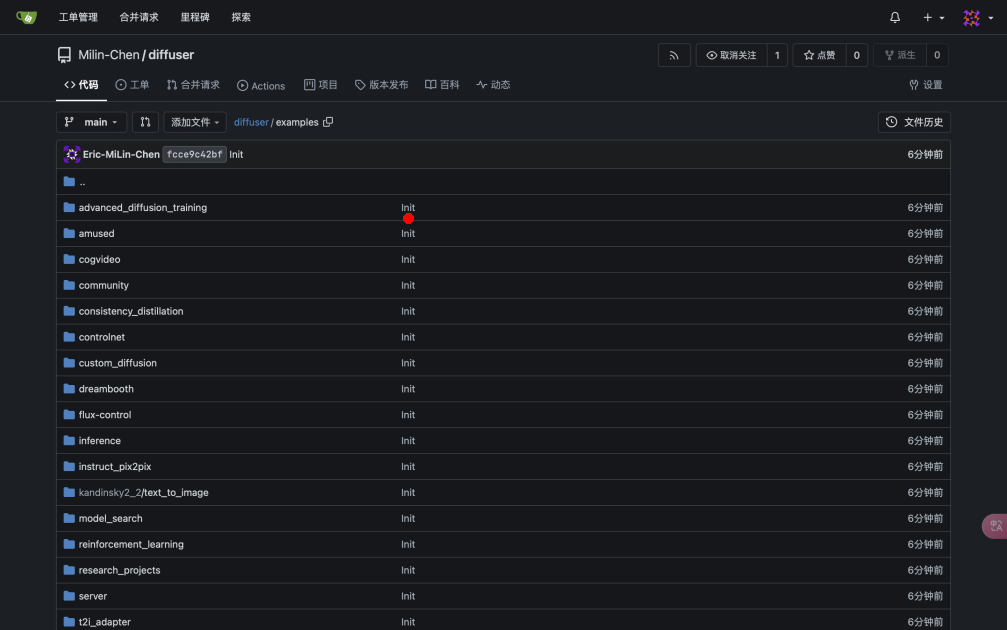 工单管理 合并请求 里程碑 探索
Milin-Chen / diffuser 取消关注 1 点赞 0 派生 0
代码 工单 合并请求 Actions 项目 版本发布 百科 动态 设置
main 添加文件 diffuser / examples 文件历史
Eric-MiLin-Chen fcce9c42bf Init 6分钟前
..
advanced_diffusion_training Init 6分钟前
amused Init 6分钟前
cogvideo Init 6分钟前
community Init 6分钟前
consistency_distillation Init 6分钟前
controlnet Init 6分钟前
custom_diffusion Init 6分钟前
dreambooth Init 6分钟前
flux-control Init 6分钟前
inference Init 6分钟前
instruct_pix2pix Init 6分钟前
kandinsky2_2/text_to_image Init 6分钟前
model_search Init 6分钟前
reinforcement_learning Init 6分钟前
research_projects Init 6分钟前
server Init 6分钟前
t2i_adapter Init 6分钟前